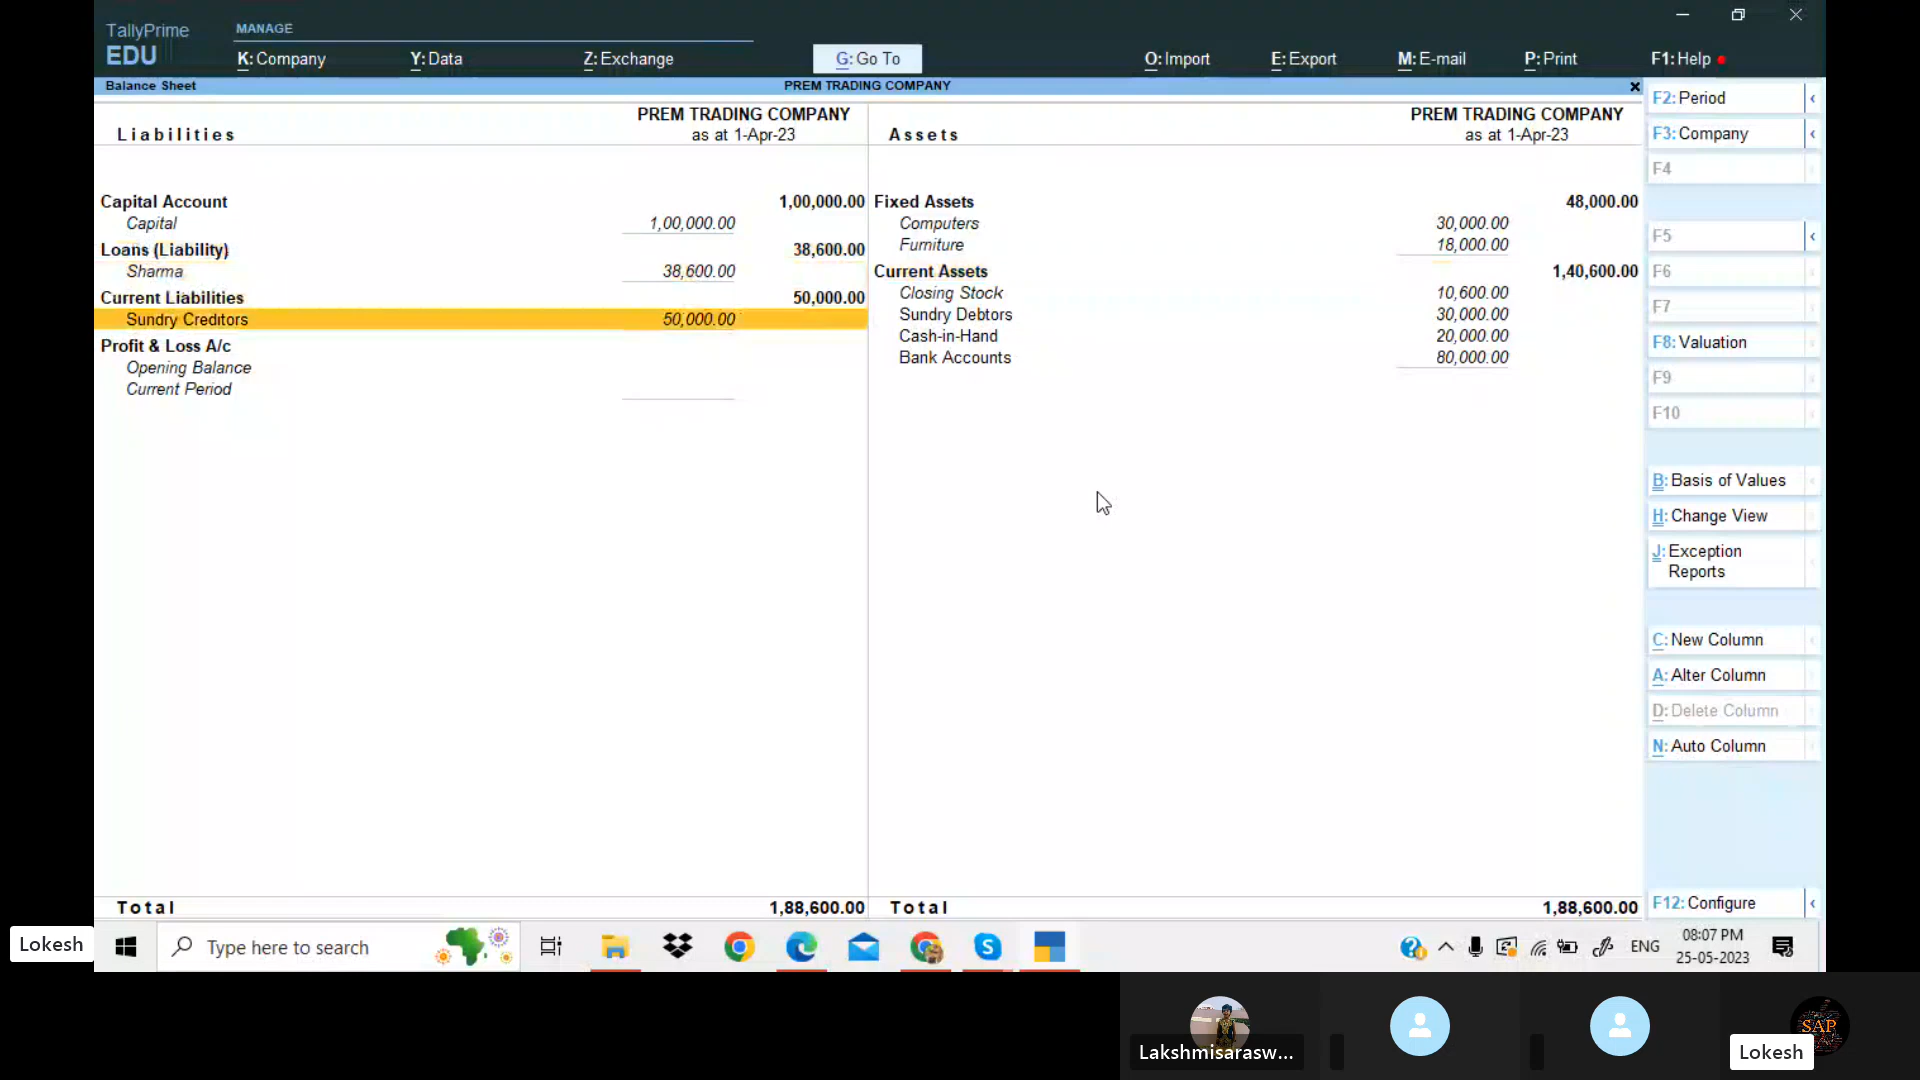 TallyPrime
EDU
MANAGE
K: Company
Y: Data
Z: Exchange
G: Go To
O: Import
E: Export
M: E-mail
P: Print
F1: Help
Balance Sheet
PREM TRADING COMPANY
Liabilities
PREM TRADING COMPANY
as at 1-Apr-23
Assets
PREM TRADING COMPANY
as at 1-Apr-23
Capital Account 1,00,000.00
Capital 1,00,000.00
Loans (Liability) 38,600.00
Sharma 38,600.00
Current Liabilities 50,000.00
Sundry Creditors 50,000.00
Profit & Loss A/c
Opening Balance
Current Period
Fixed Assets 48,000.00
Computers 30,000.00
Furniture 18,000.00
Current Assets 1,40,600.00
Closing Stock 10,600.00
Sundry Debtors 30,000.00
Cash-in-Hand 20,000.00
Bank Accounts 80,000.00
Total 1,88,600.00
Total 1,88,600.00
F2: Period
F3: Company
F4
F5
F6
F7
F8: Valuation
F9
F10
B: Basis of Values
H: Change View
J: Exception
Reports
C: New Column
A: Alter Column
D: Delete Column
N: Auto Column
F12: Configure
Lokesh
Type here to search
ENG
08:07 PM
25-05-2023
Lakshmisarasw...
SAP
Lokesh